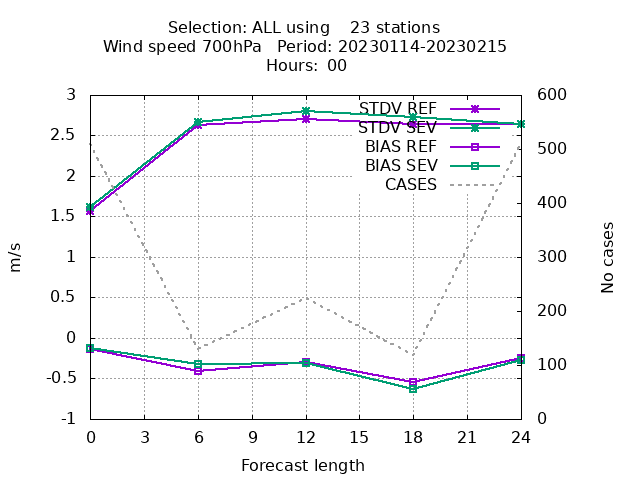 Selection: ALL using    23 stations
Wind speed 700hPa   Period: 20230114-20230215
Hours:  00
3
2.5
2
1.5
1
0.5
0
-0.5
-1
600
500
400
300
200
100
0
m/s
No cases
STDV REF
STDV SEV
BIAS REF
BIAS SEV
CASES
0 3 6 9 12 15 18 21 24
Forecast length